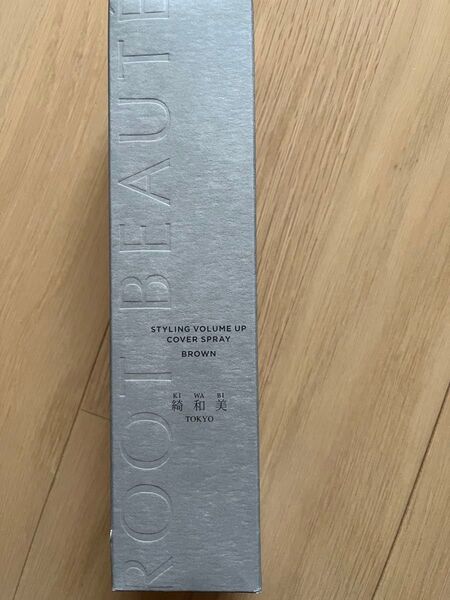 ROOT BEAUTE
STYLING VOLUME UP
COVER SPRAY
BROWN
KI WA BI
綺和美
TOKYO